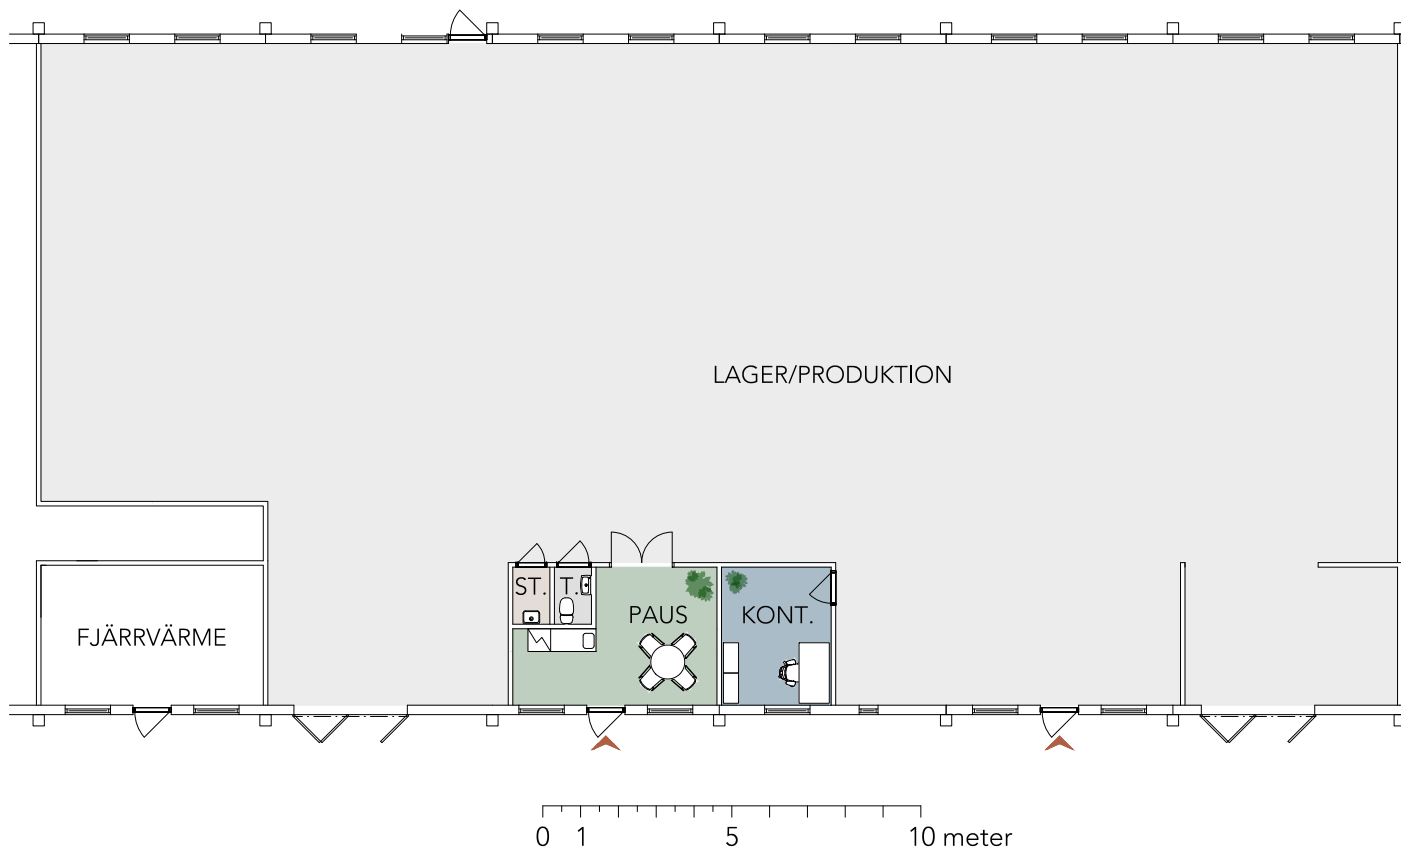 LAGER/PRODUKTION
ST. T.
PAUS KONT.
FJÄRRVÄRME
0 1 5 10 meter